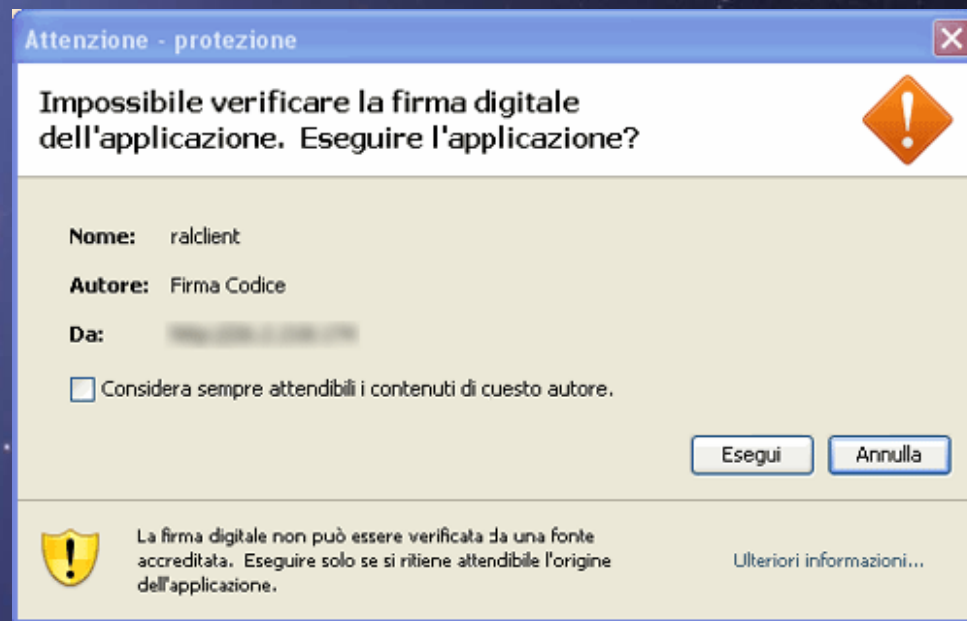 Attenzione - protezione
Impossibile verificare la firma digitale
dell'applicazione. Eseguire l'applicazione?
Nome: ralclient
Autore: Firma Codice
Da:
Considera sempre attendibili i contenuti di cuesto autore.
Esegui Annulla
La firma digitale non può essere verificata da una fonte
accreditata. Eseguire solo se si ritiene attendibile l'origine
dell'applicazione.
Ulteriori informazioni...